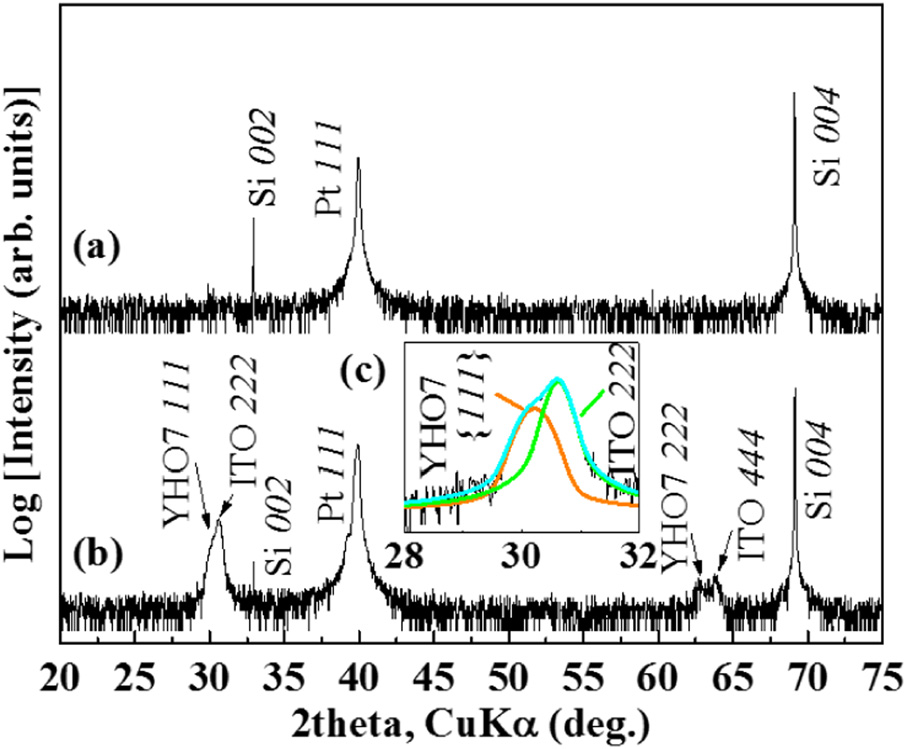 Log [Intensity (arb. units)]
(a)
Si 002
Pt 111
Si 004
(b)
YHO7 111
ITO 222
Si 002
Pt 111
(c)
YHO7
{111}
ITO 222
28 30 32
YHO7 222
ITO 444
Si 004
20 25 30 35 40 45 50 55 60 65 70 75
2theta, CuKα (deg.)